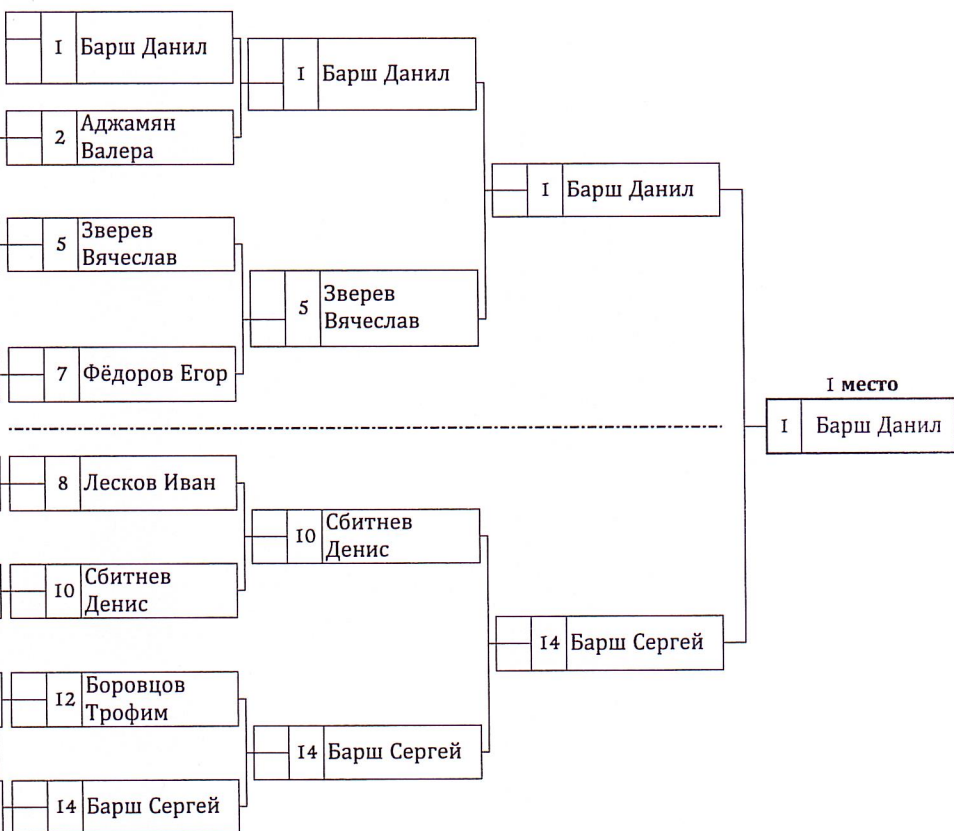 1 Барш Данил
2 Аджамян
Валера
5 Зверев
Вячеслав
7 Фёдоров Егор
8 Лесков Иван
10 Сбитнев
Денис
12 Боровцов
Трофим
14 Барш Сергей
1 Барш Данил
5 Зверев
Вячеслав
10 Сбитнев
Денис
14 Барш Сергей
1 Барш Данил
14 Барш Сергей
1 место
1 Барш Данил